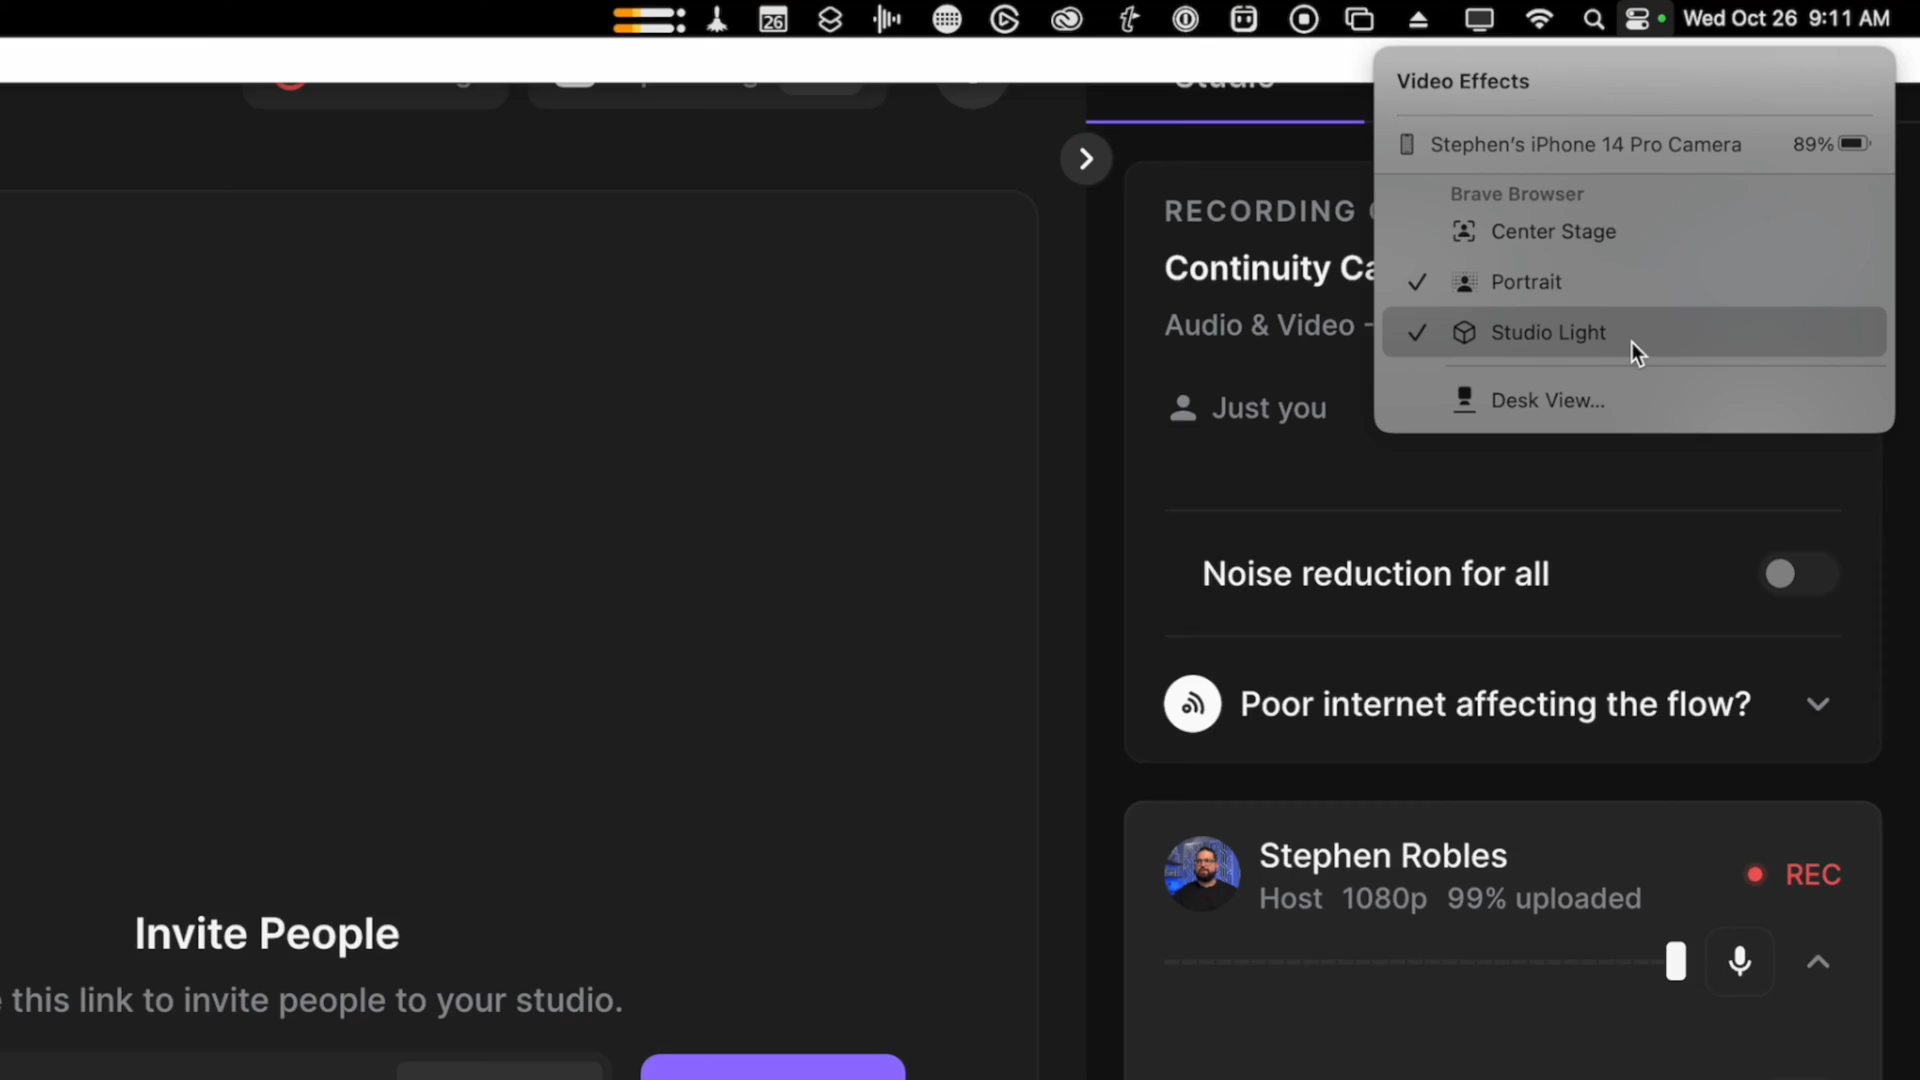 26
Wed Oct 26 9:11 AM
Studio
Video Effects
Stephen's iPhone 14 Pro Camera 89%
Brave Browser
Center Stage
Portrait
Studio Light
Desk View...
RECORDING
Continuity Ca
Audio & Video -
Just you
Noise reduction for all
Poor internet affecting the flow?
Stephen Robles
Host 1080p 99% uploaded
REC
Invite People
this link to invite people to your studio.